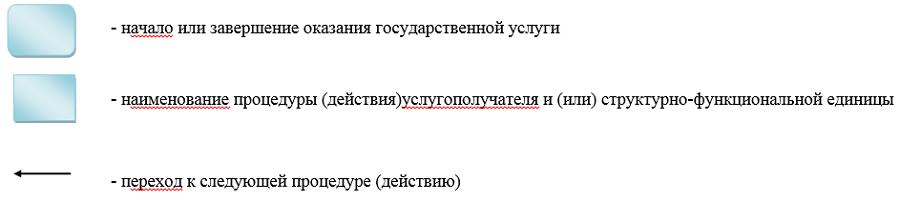 - начало или завершение оказания государственной услуги
- наименование процедуры (действия)услугополучателя и (или) структурно-функциональной единицы
- переход к следующей процедуре (действию)